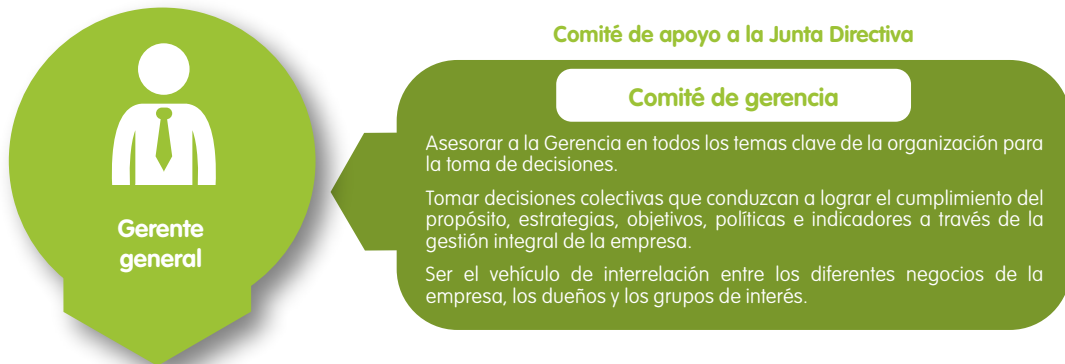 Comité de apoyo a la Junta Directiva
Comité de gerencia
Asesorar a la Gerencia en todos los temas clave de la organización para
la toma de decisiones.
Tomar decisiones colectivas que conduzcan a lograr el cumplimiento del
propósito, estrategias, objetivos, políticas e indicadores a través de la
gestión integral de la empresa.
Ser el vehículo de interrelación entre los diferentes negocios de la
empresa, los dueños y los grupos de interés.
Gerente
general